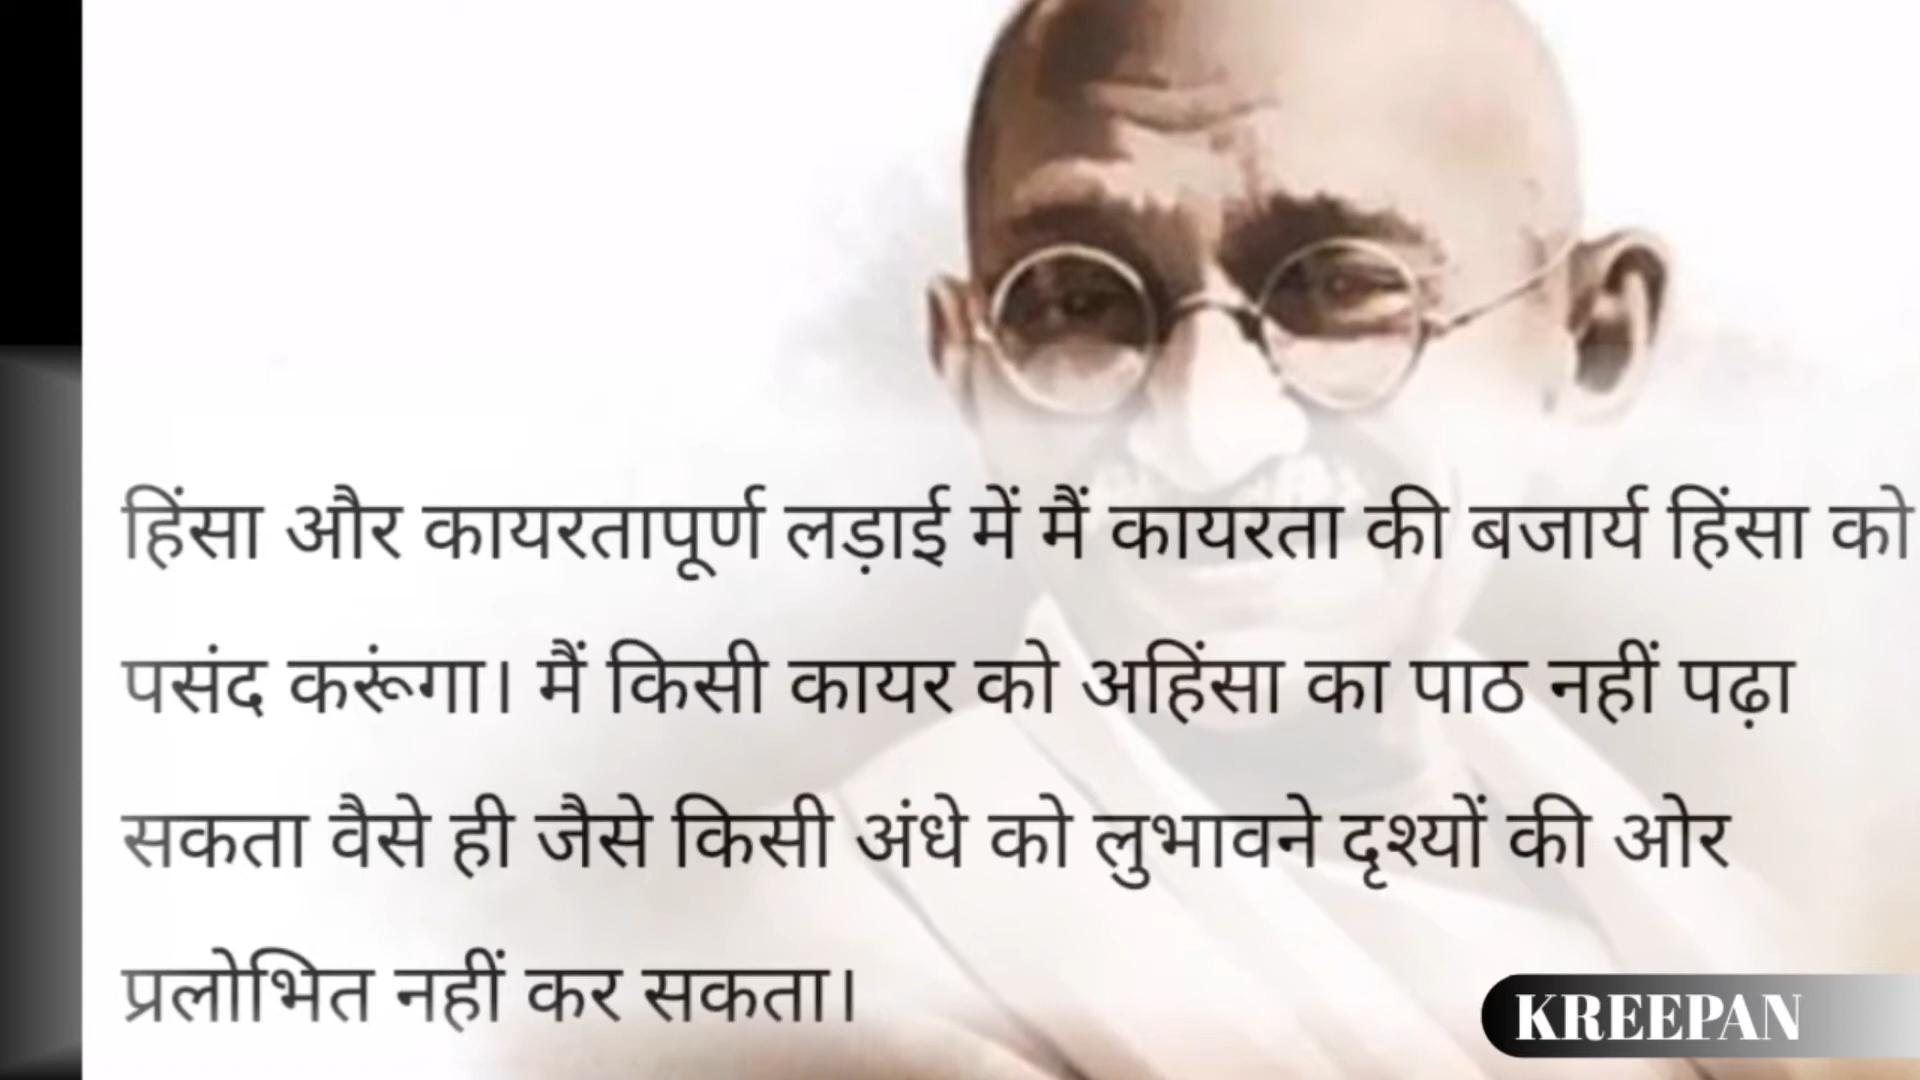 हिंसा और कायरतापूर्ण लड़ाई में मैं कायरता की बजार्य हिंसा को
पसंद करूंगा। मैं किसी कायर को अहिंसा का पाठ नहीं पढ़ा
सकता वैसे ही जैसे किसी अंधे को लुभावने दृश्यों की ओर
प्रलोभित नहीं कर सकता।
KREEPAN